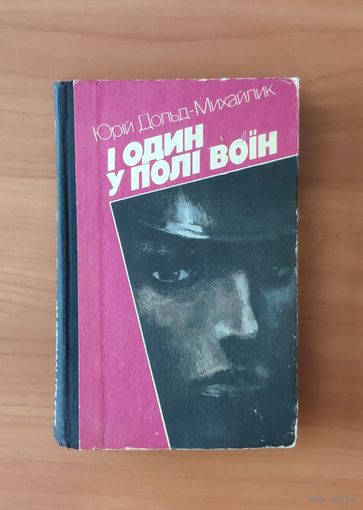 Юрій Дольд-Михайлик
І ОДИН
У ПОЛІ ВОЇН